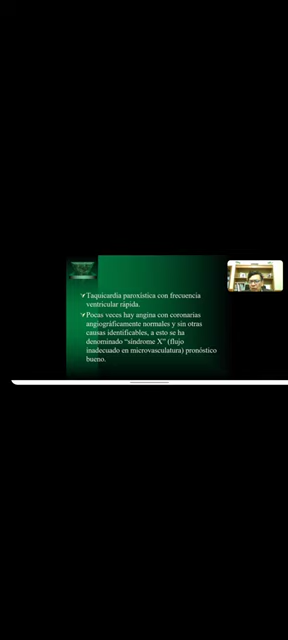 Taquicardia paroxística con frecuencia
ventricular rápida.
Pocas veces hay angina con coronarias
angiográficamente normales y sin otras
causas identificables, a esto se ha
denominado "síndrome X" (flujo
inadecuado en microvasculatura) pronóstico
bueno.